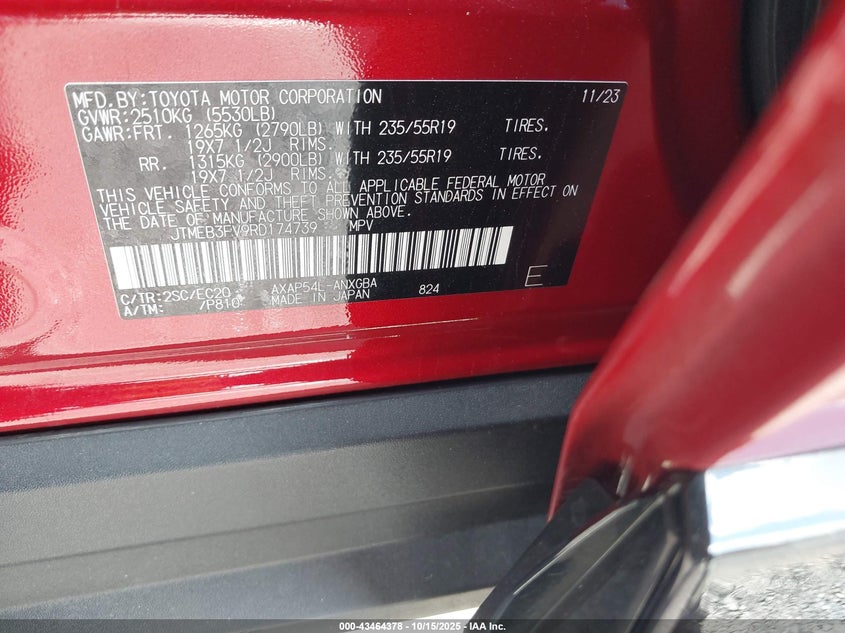 MFD.BY:TOYOTA MOTOR CORPORATION 11/23
GVWR:2510KG (5530LB)
GAWR:FRT. 1265KG (2790LB) WITH 235/55R19 TIRES.
19X7 1/2J RIMS.
RR. 1315KG (2900LB) WITH 235/55R19 TIRES.
19X7 1/2J RIMS.
THIS VEHICLE CONFORMS TO ALL APPLICABLE FEDERAL MOTOR
VEHICLE SAFETY AND THEFT PREVENTION STANDARDS IN EFFECT ON
THE DATE OF MANUFACTURE SHOWN ABOVE.
JTMEB3FV9RD174739 MPV
C/TR:2SC/EC20 AXAP54L-ANXGBA 824 E
A/TM: /P810 MADE IN JAPAN
000-43464378 - 10/15/2025 - IAA Inc.